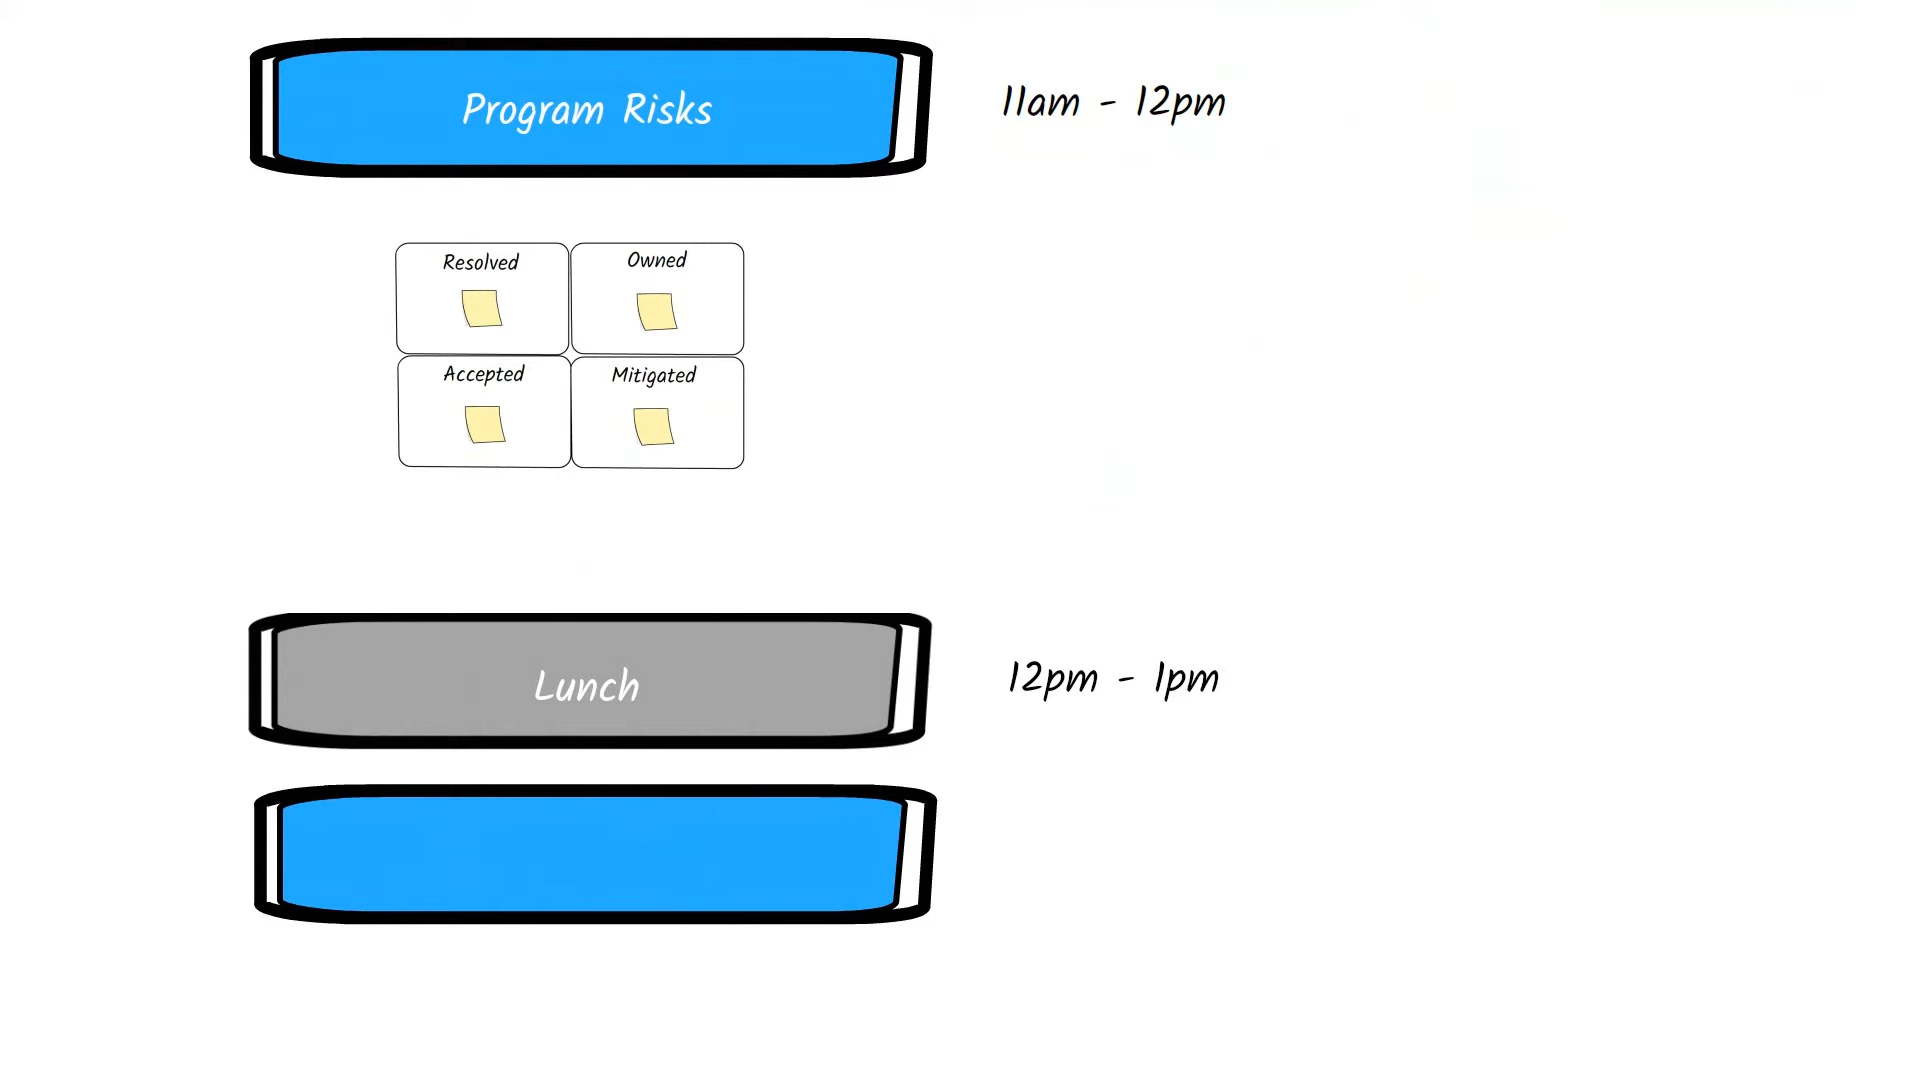 Program Risks
11am - 12pm
Resolved
Owned
Accepted
Mitigated
Lunch
12pm - 1pm